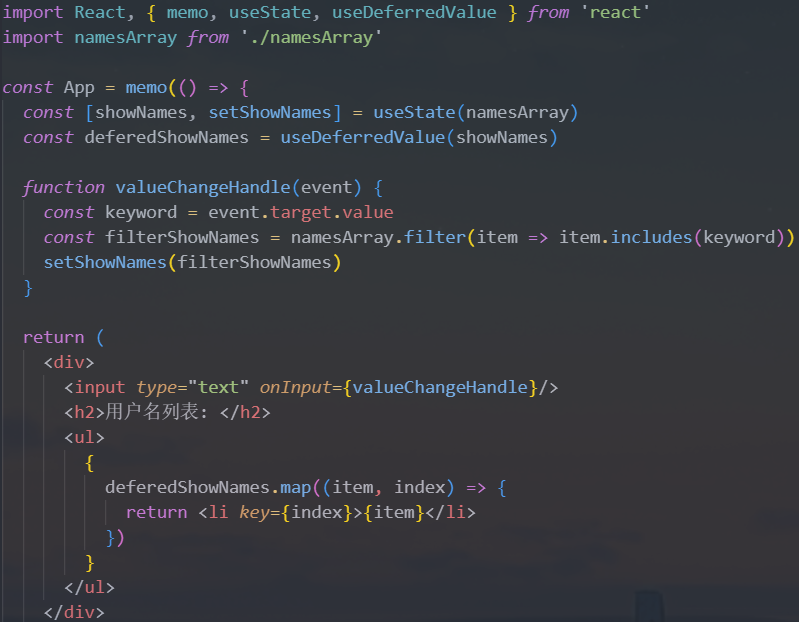 import React, { memo, useState, useDeferredValue } from 'react'
import namesArray from './namesArray'
const App = memo(() => {
const [showNames, setShowNames] = useState(namesArray)
const deferedShowNames = useDeferredValue(showNames)
function valueChangeHandle(event) {
const keyword = event.target.value
const filterShowNames = namesArray.filter(item => item.includes(keyword))
setShowNames(filterShowNames)
}
return (
<div>
<input type="text" onInput={valueChangeHandle}/>
<h2>用户名列表: </h2>
<ul>
{
deferedShowNames.map((item, index) => {
return <li key={index}>{item}</li>
})
}
</ul>
</div>